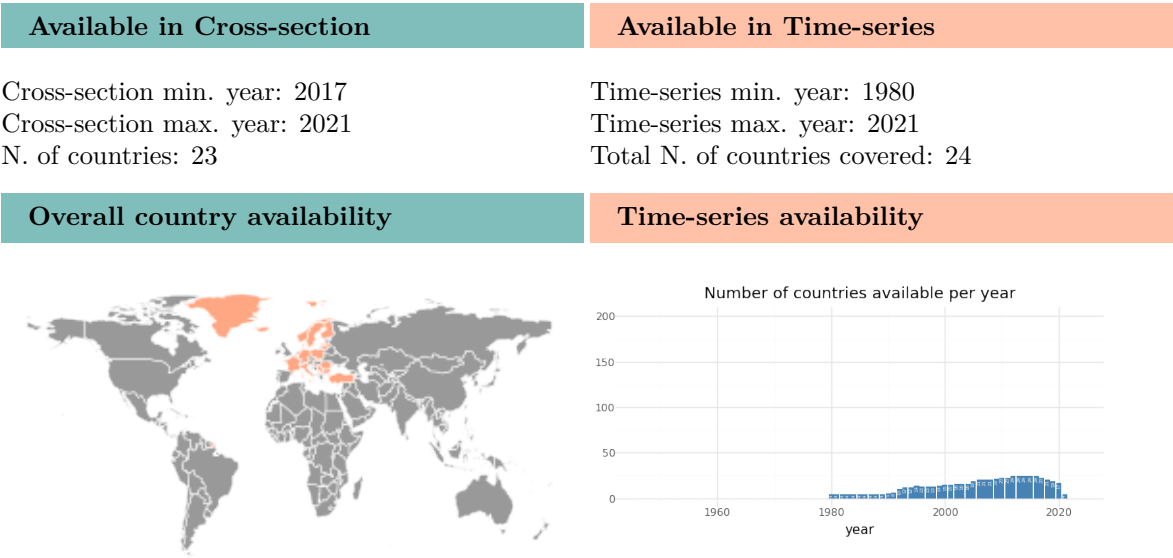 Available in Cross-section
Available in Time-series
Cross-section min. year: 2017
Cross-section max. year: 2021
N. of countries: 23
Time-series min. year: 1980
Time-series max. year: 2021
Total N. of countries covered: 24
Overall country availability
Time-series availability
Number of countries available per year
200
150
100
50
0
1960
1980
2000
2020
year